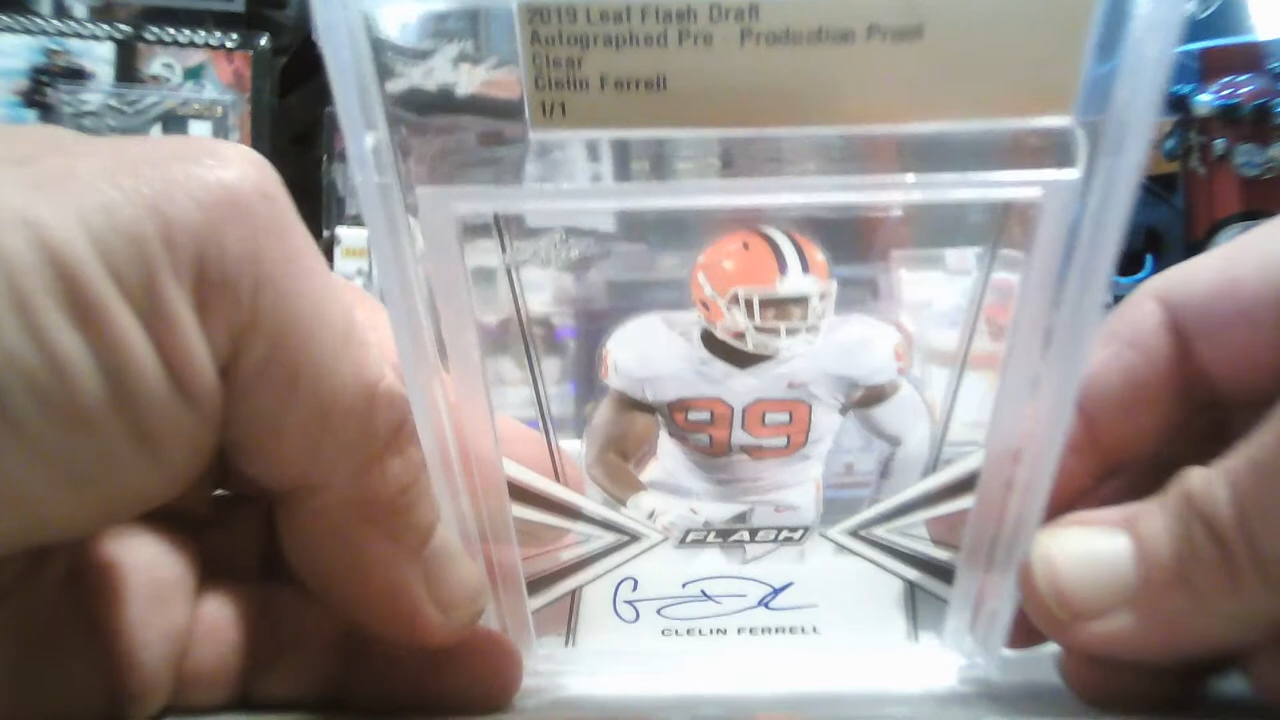 2019 Leaf Flash Draft
Autographed Pre - Production Proof
Clear
Clelin Ferrell
1/1
99
FLASH
CLELIN FERRELL